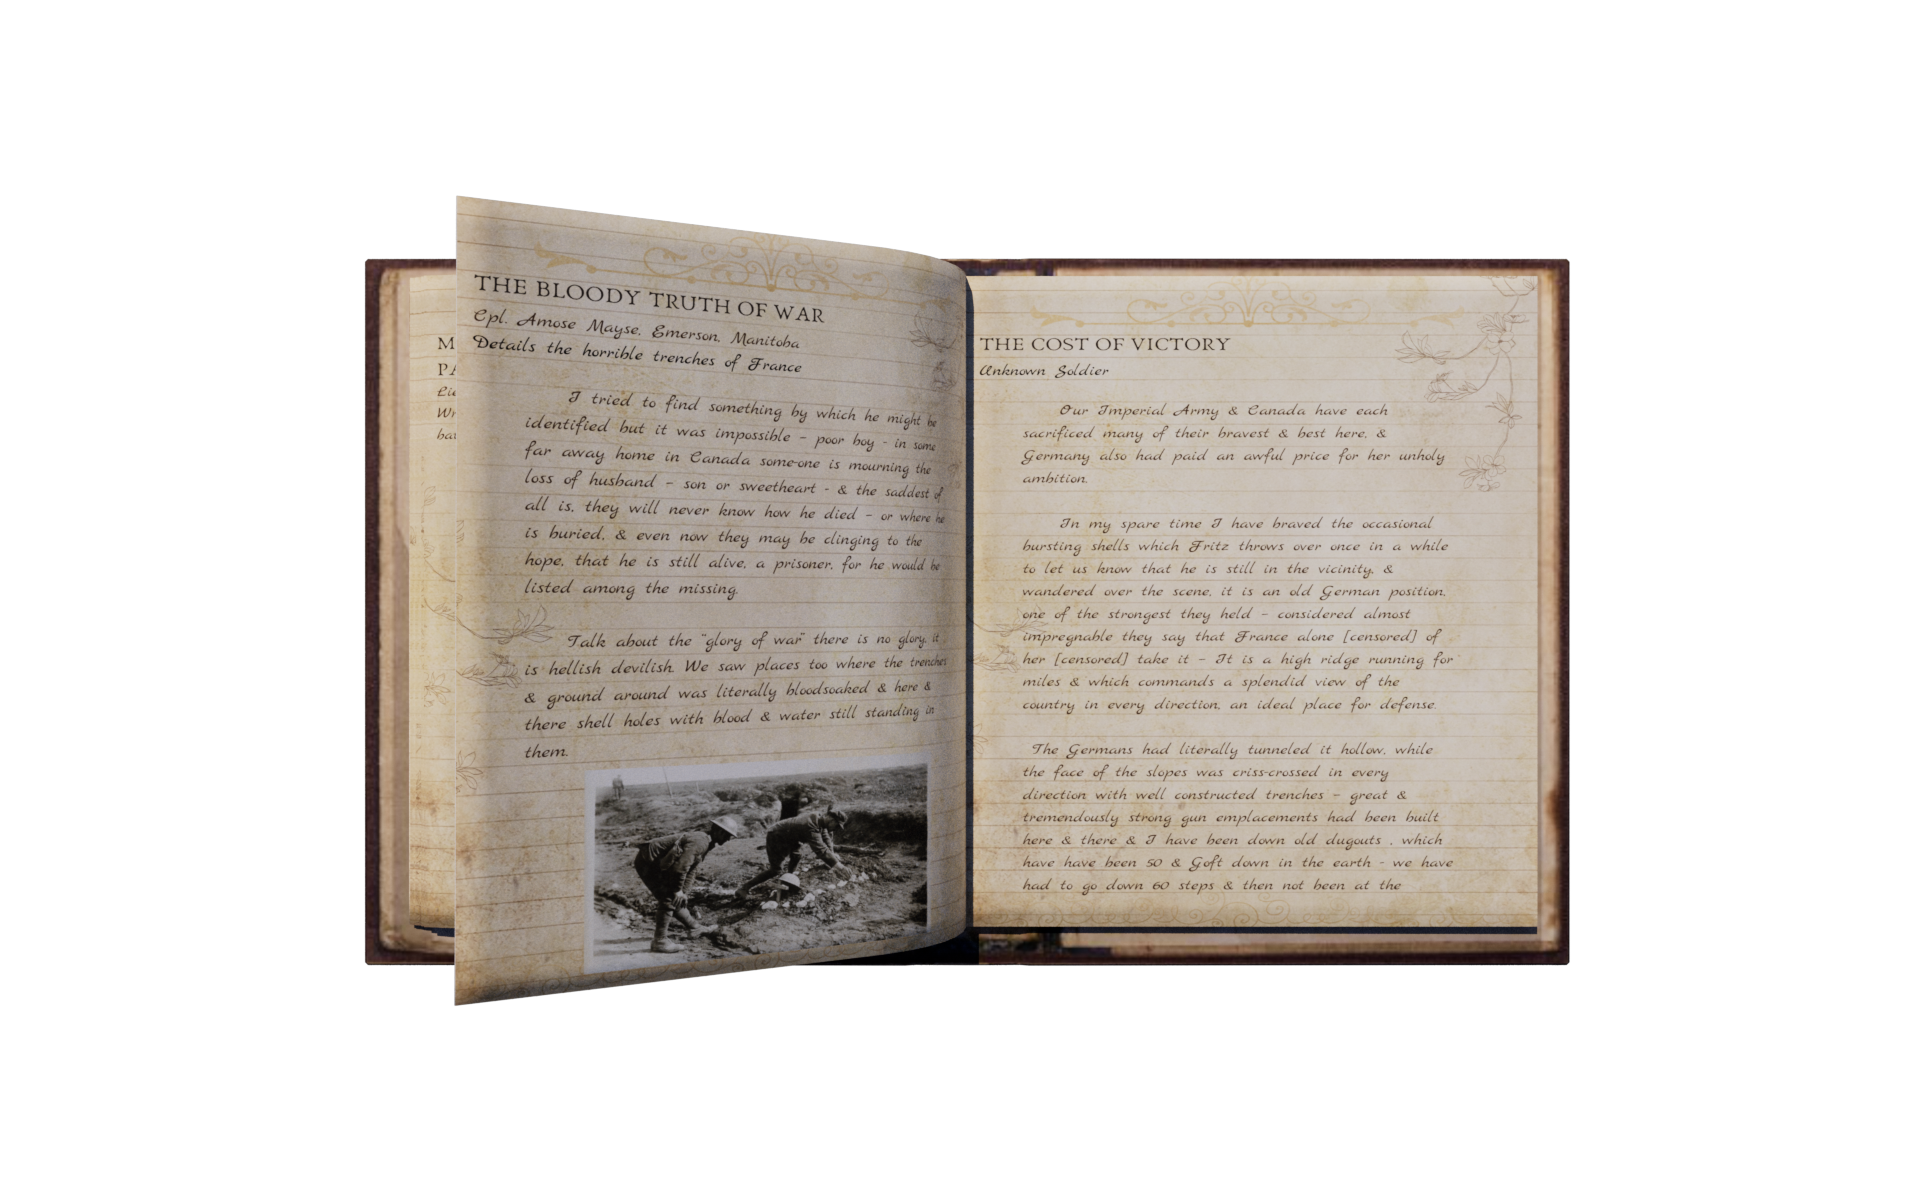 M
PA
Lie
Wr
hav
THE BLOODY TRUTH OF WAR
Cpl. Amose Mayse, Emerson, Manitoba
Details the horrible trenches of France
I tried to find something by which he might be
identified but it was impossible – poor boy - in some
far away home in Canada some-one is mourning the
loss of husband – son or sweetheart - & the saddest of
all is, they will never know how he died – or where he
is buried, & even now they may be clinging to the
hope, that he is still alive, a prisoner, for he would be
listed among the missing.
Talk about the "glory of war" there is no glory, it
is hellish devilish. We saw places too where the trenches
& ground around was literally bloodsoaked & here &
there shell holes with blood & water still standing in
them.
THE COST OF VICTORY
Unknown Soldier
Our Imperial Army & Canada have each
sacrificed many of their bravest & best here, &
Germany also had paid an awful price for her unholy
ambition.
In my spare time I have braved the occasional
bursting shells which Fritz throws over once in a while
to let us know that he is still in the vicinity, &
wandered over the scene, it is an old German position,
one of the strongest they held – considered almost
impregnable they say that France alone [censored] of
her [censored] take it – It is a high ridge running for
miles & which commands a splendid view of the
country in every direction, an ideal place for defense.
The Germans had literally tunneled it hollow, while
the face of the slopes was criss-crossed in every
direction with well constructed trenches – great &
tremendously strong gun emplacements had been built
here & there & I have been down old dugouts , which
have have been 50 & Goft down in the earth - we have
had to go down 60 steps & then not been at the